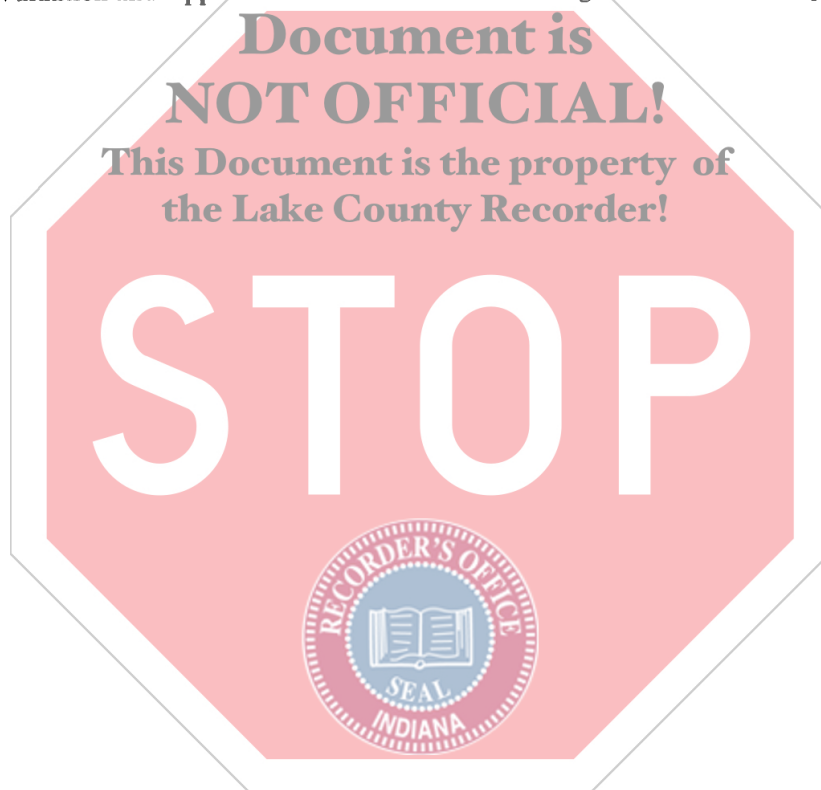 Document is
NOT OFFICIAL!
This Document is the property of
the Lake County Recorder!
STOP
RECORDER'S OFFICE
SEAL
INDIANA